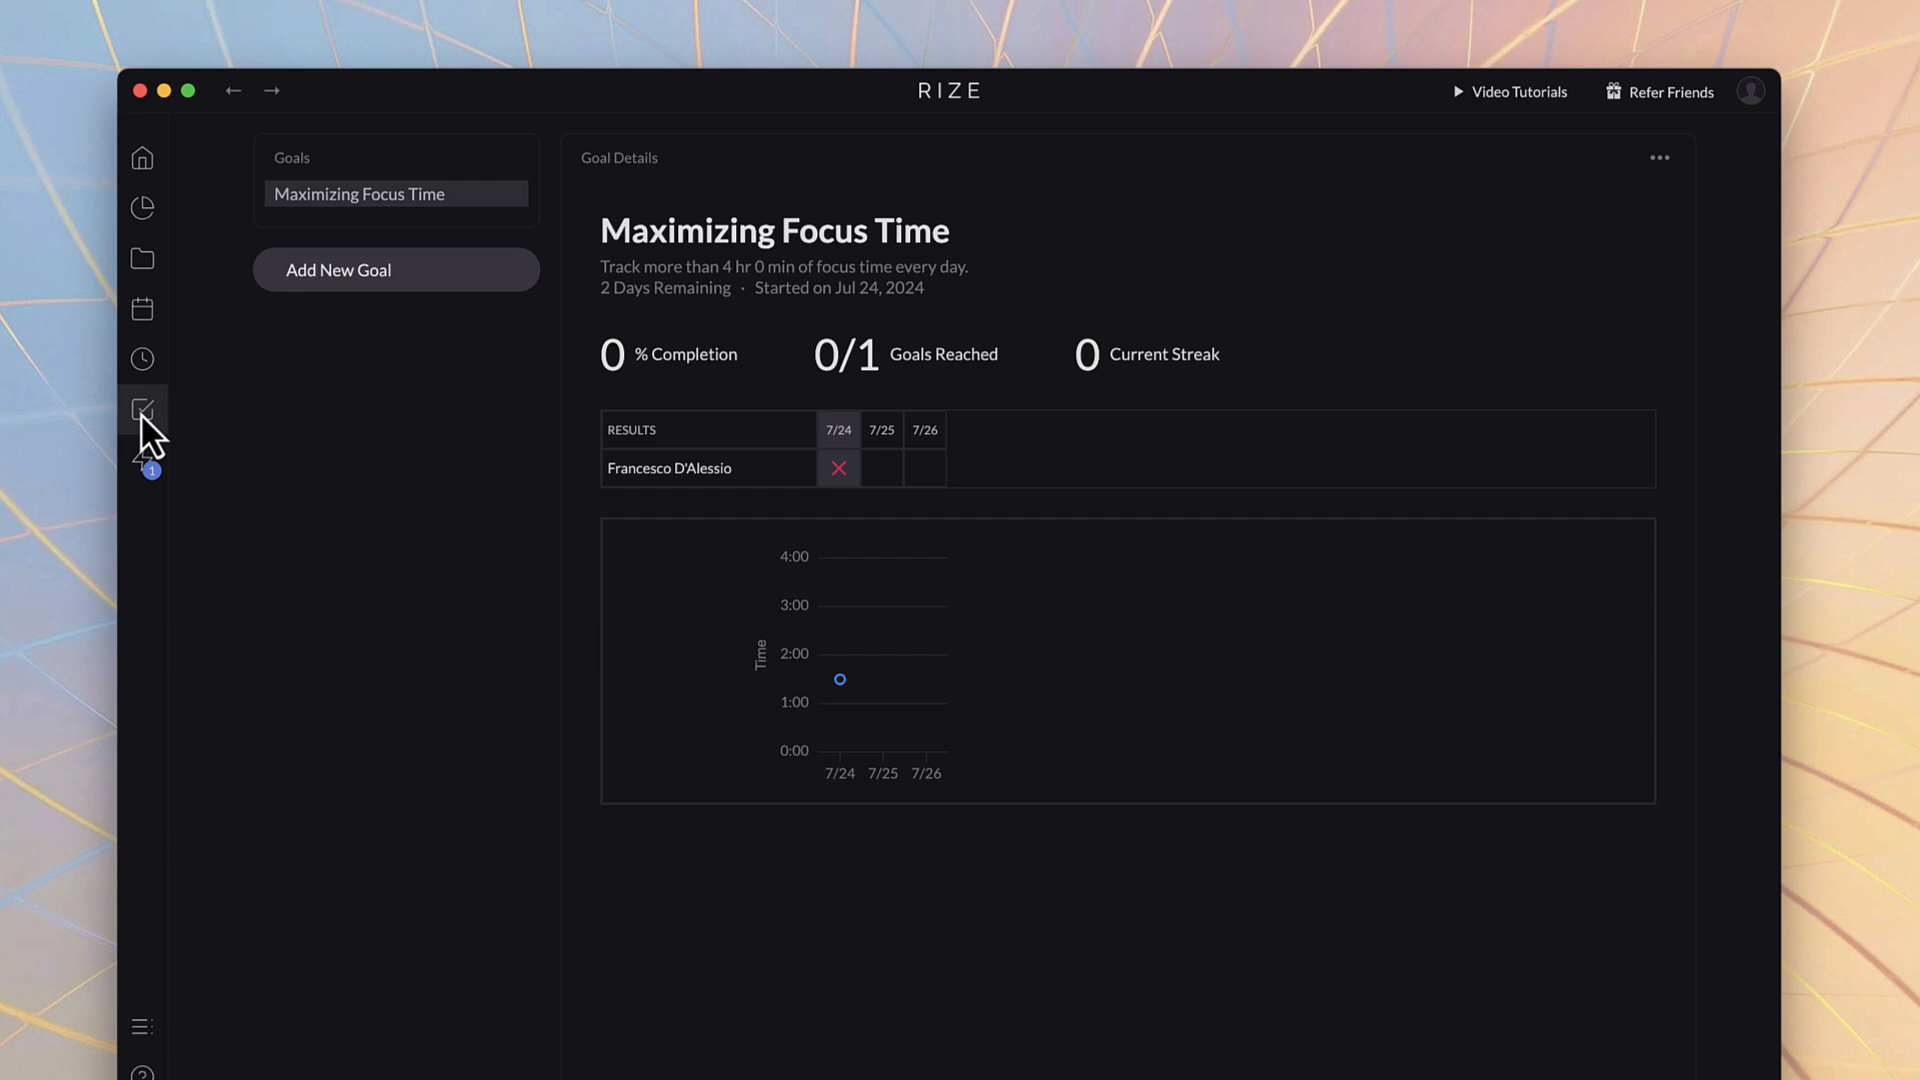 RIZE
Video Tutorials
Refer Friends
Goals
Maximizing Focus Time
Add New Goal
Goal Details
Maximizing Focus Time
Track more than 4 hr 0 min of focus time every day.
2 Days Remaining · Started on Jul 24, 2024
0 % Completion
0/1 Goals Reached
0 Current Streak
RESULTS 7/24 7/25 7/26
Francesco D'Alessio
1
Time
4:00
3:00
2:00
1:00
0:00
7/24 7/25 7/26